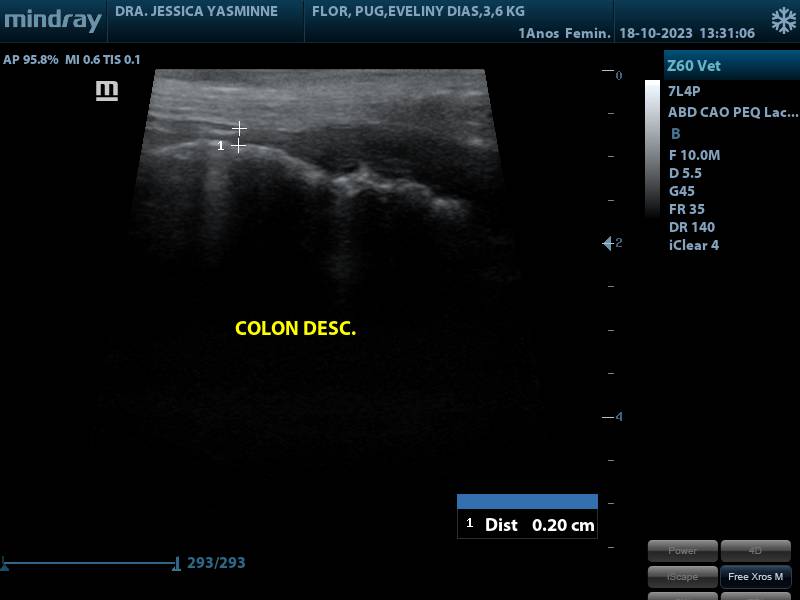 mindray
DRA. JESSICA YASMINNE
FLOR, PUG,EVELINY DIAS,3,6 KG
1Anos Femin.
18-10-2023 13:31:06
AP 95.8% MI 0.6 TIS 0.1
m
Z60 Vet
7L4P
ABD CAO PEQ Lac...
B
F 10.0M
D 5.5
G45
FR 35
DR 140
iClear 4
0
2
4
1
COLON DESC.
1 Dist 0.20 cm
293/293
Power
4D
iScape
Free Xros M